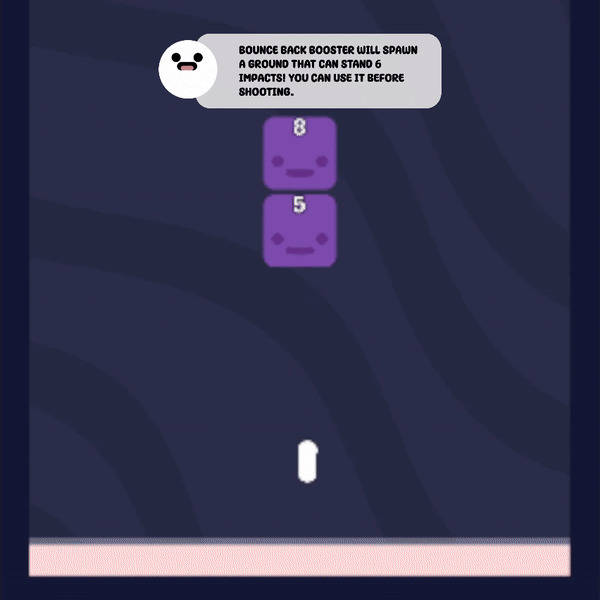 BOUNCE BACK BOOSTER WILL SPAWN
A GROUND THAT CAN STAND 6
IMPACTS! YOU CAN USE IT BEFORE
SHOOTING.
8
5